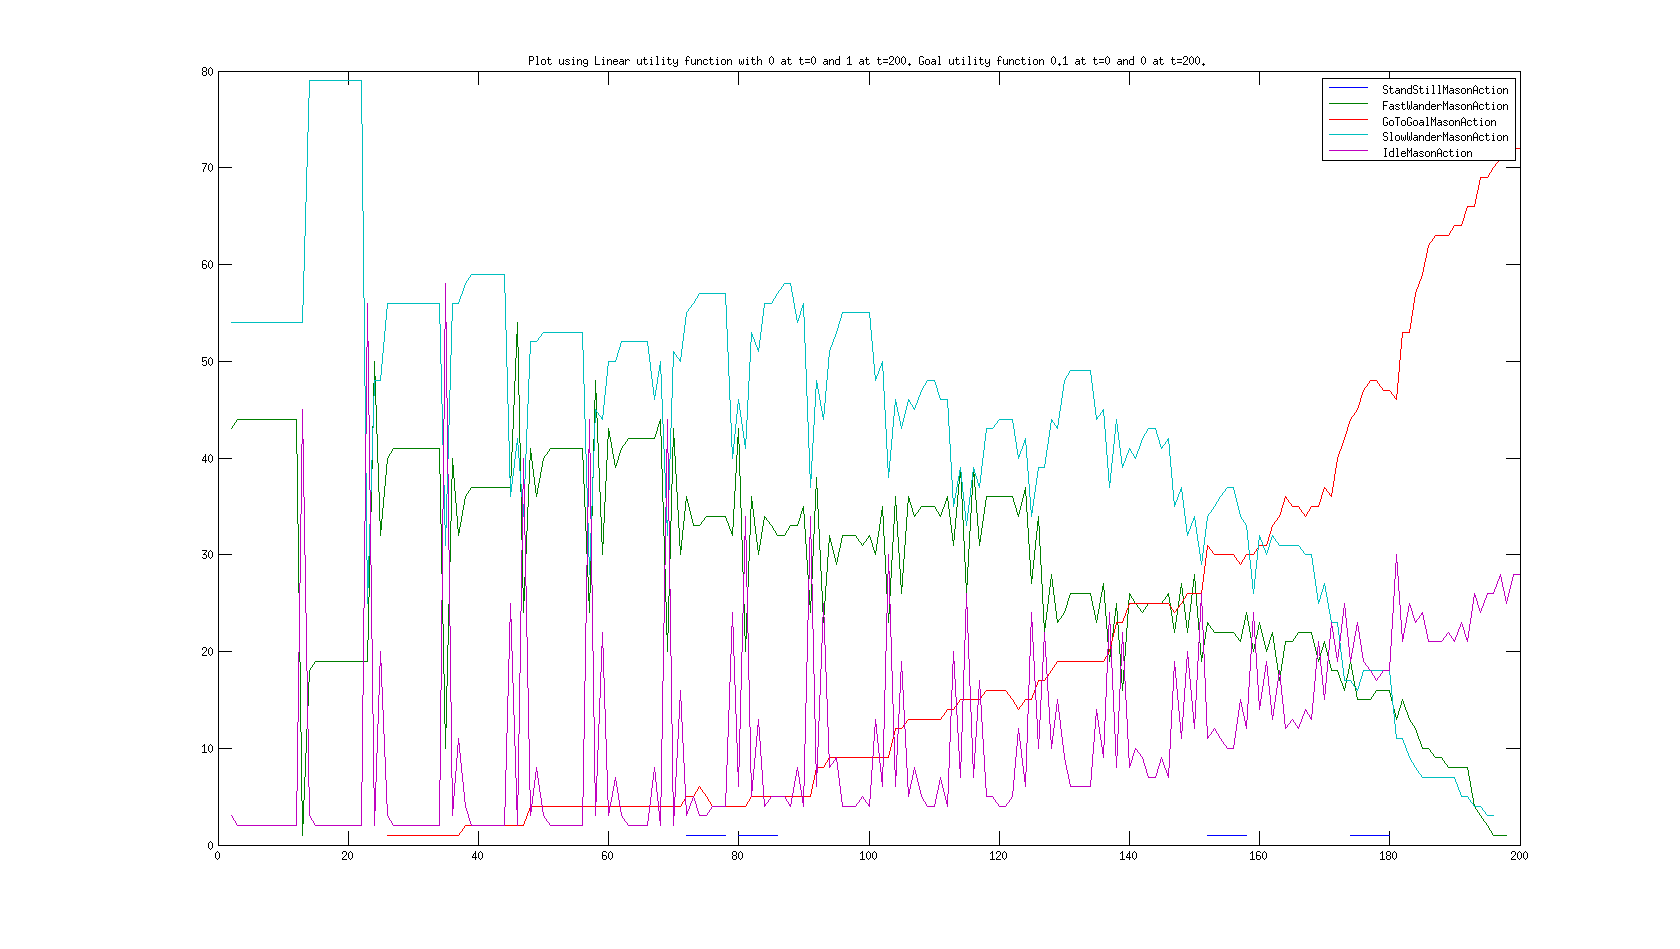 Plot using Linear utility function with 0 at t=0 and 1 at t=200. Goal utility function 0.1 at t=0 and 0 at t=200.
80
70
60
50
40
30
20
10
0
StandStillMasonAction
FastWanderMasonAction
GoToGoalMasonAction
SlowWanderMasonAction
IdleMasonAction
0 20 40 60 80 100 120 140 160 180 200